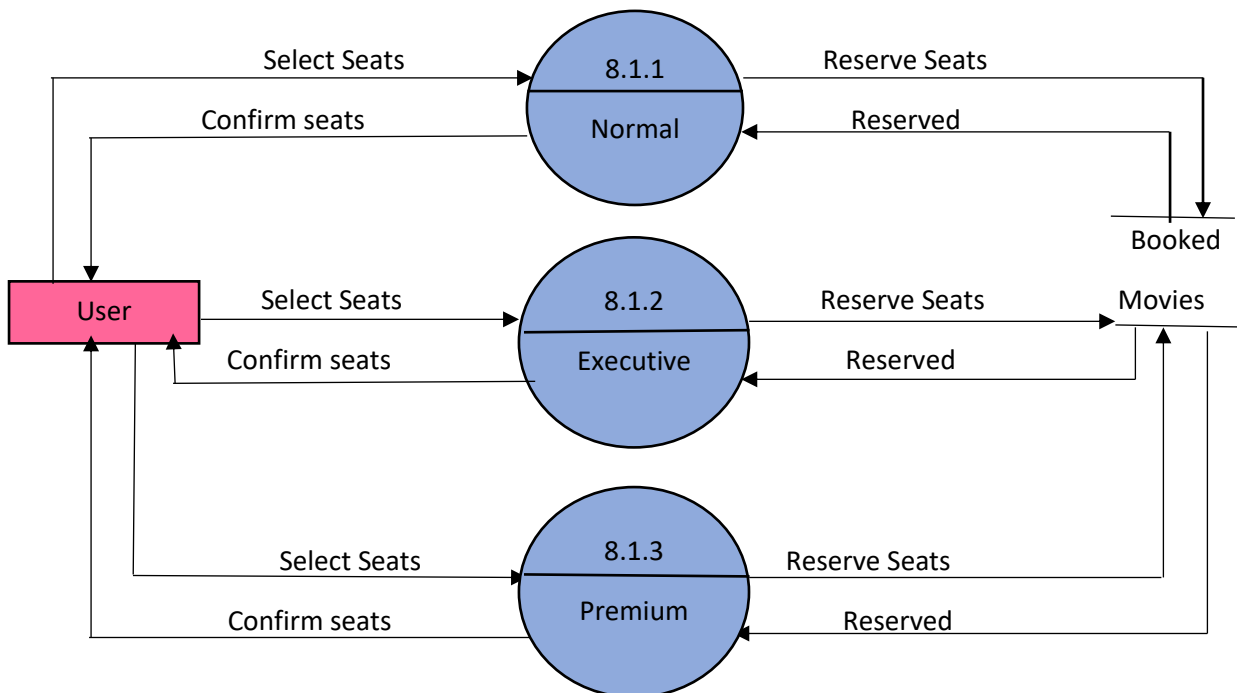 Select Seats
8.1.1
Reserve Seats
Confirm seats
Normal
Reserved
Booked
User
Select Seats
8.1.2
Reserve Seats
Movies
Confirm seats
Executive
Reserved
Select Seats
8.1.3
Reserve Seats
Confirm seats
Premium
Reserved